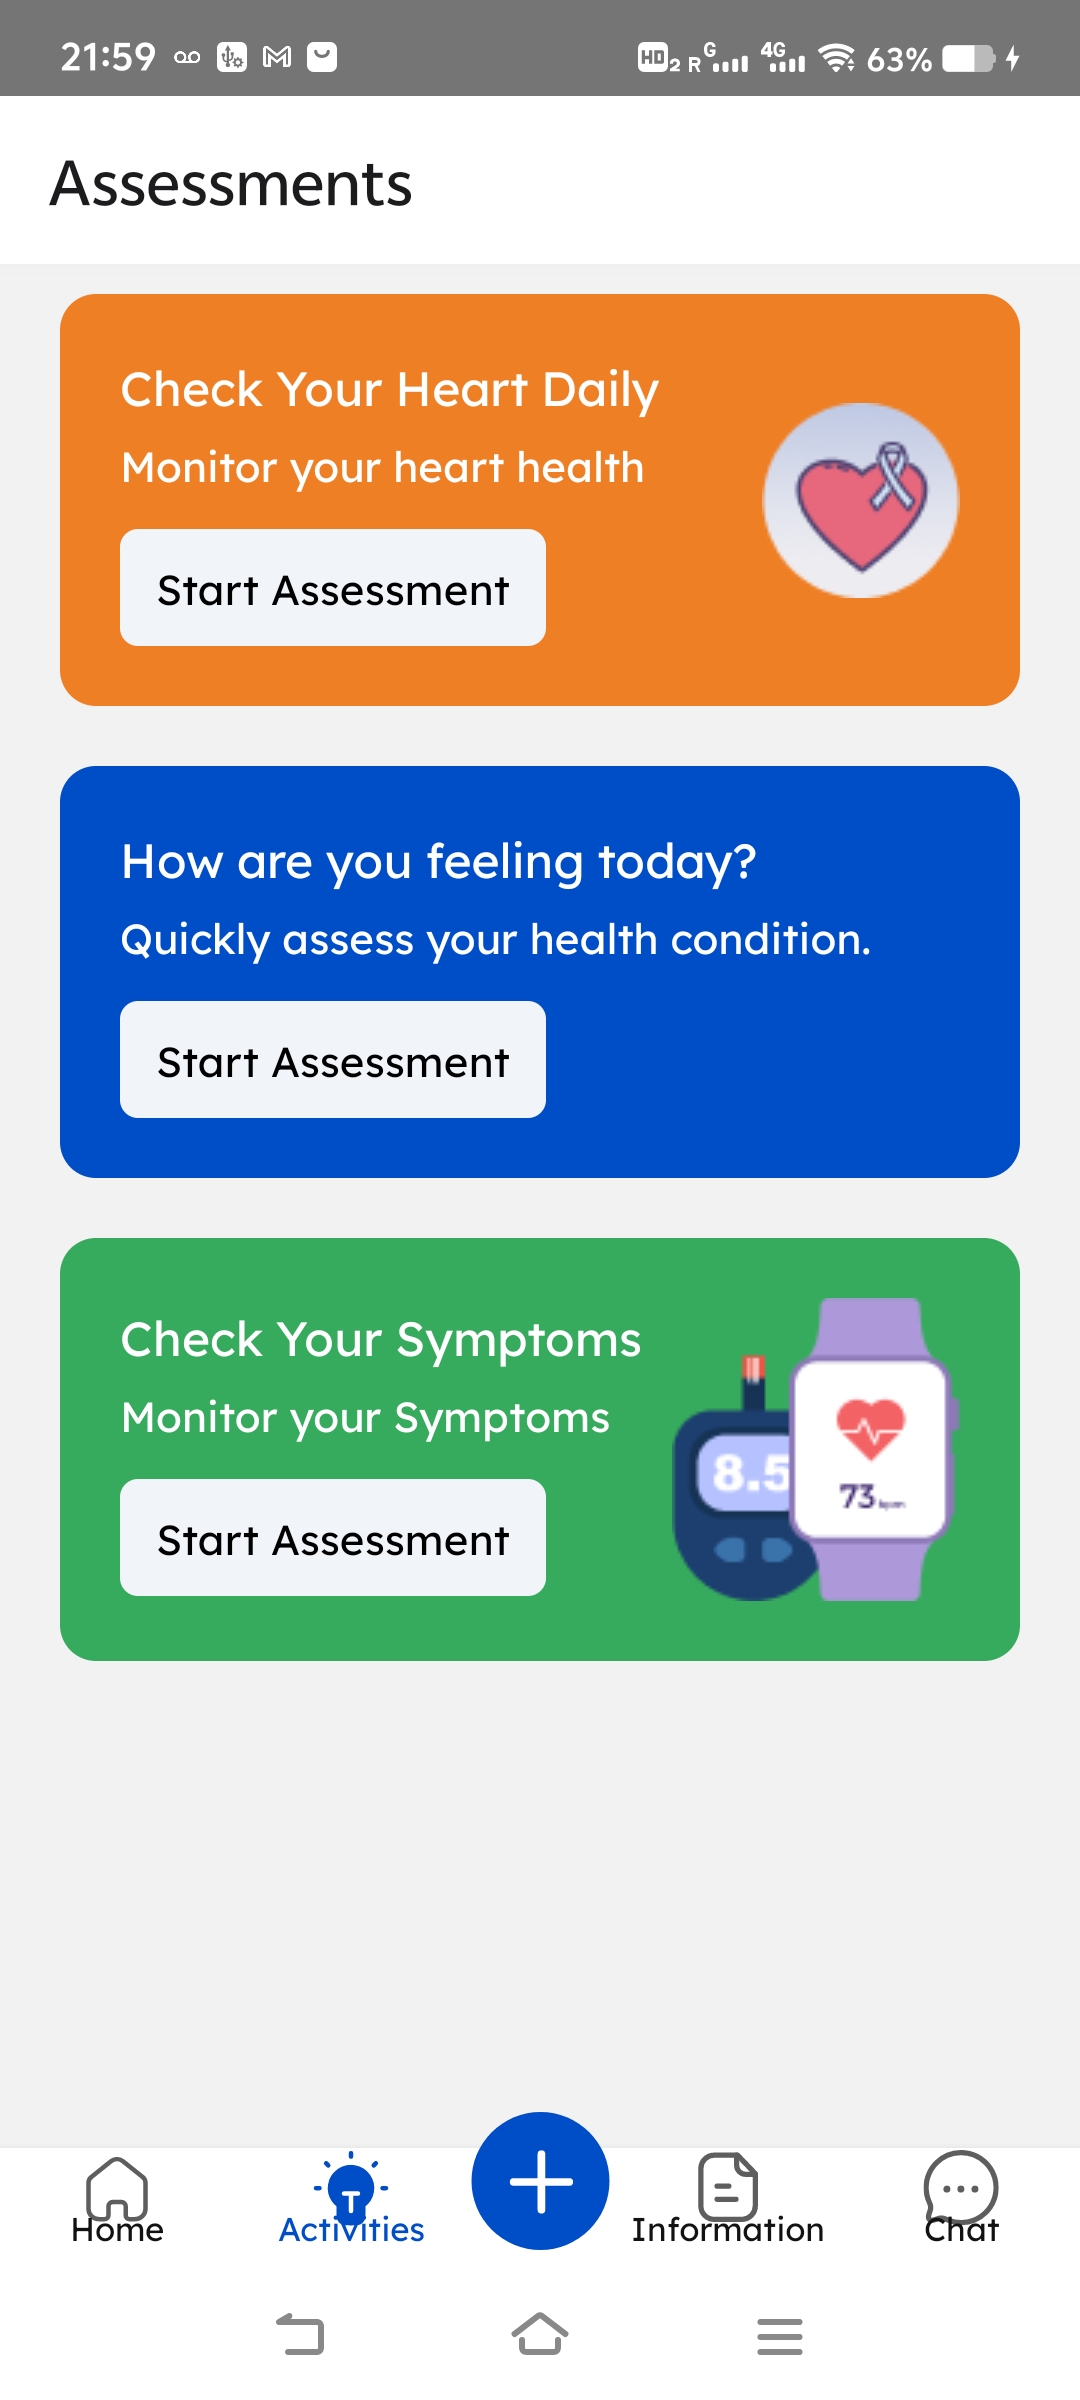 21:59
HD 2 R G 4G 63%
Assessments
Check Your Heart Daily
Monitor your heart health
Start Assessment
How are you feeling today?
Quickly assess your health condition.
Start Assessment
Check Your Symptoms
Monitor your Symptoms
Start Assessment
8.5
73 bpm
Home
Activities
Information
Chat